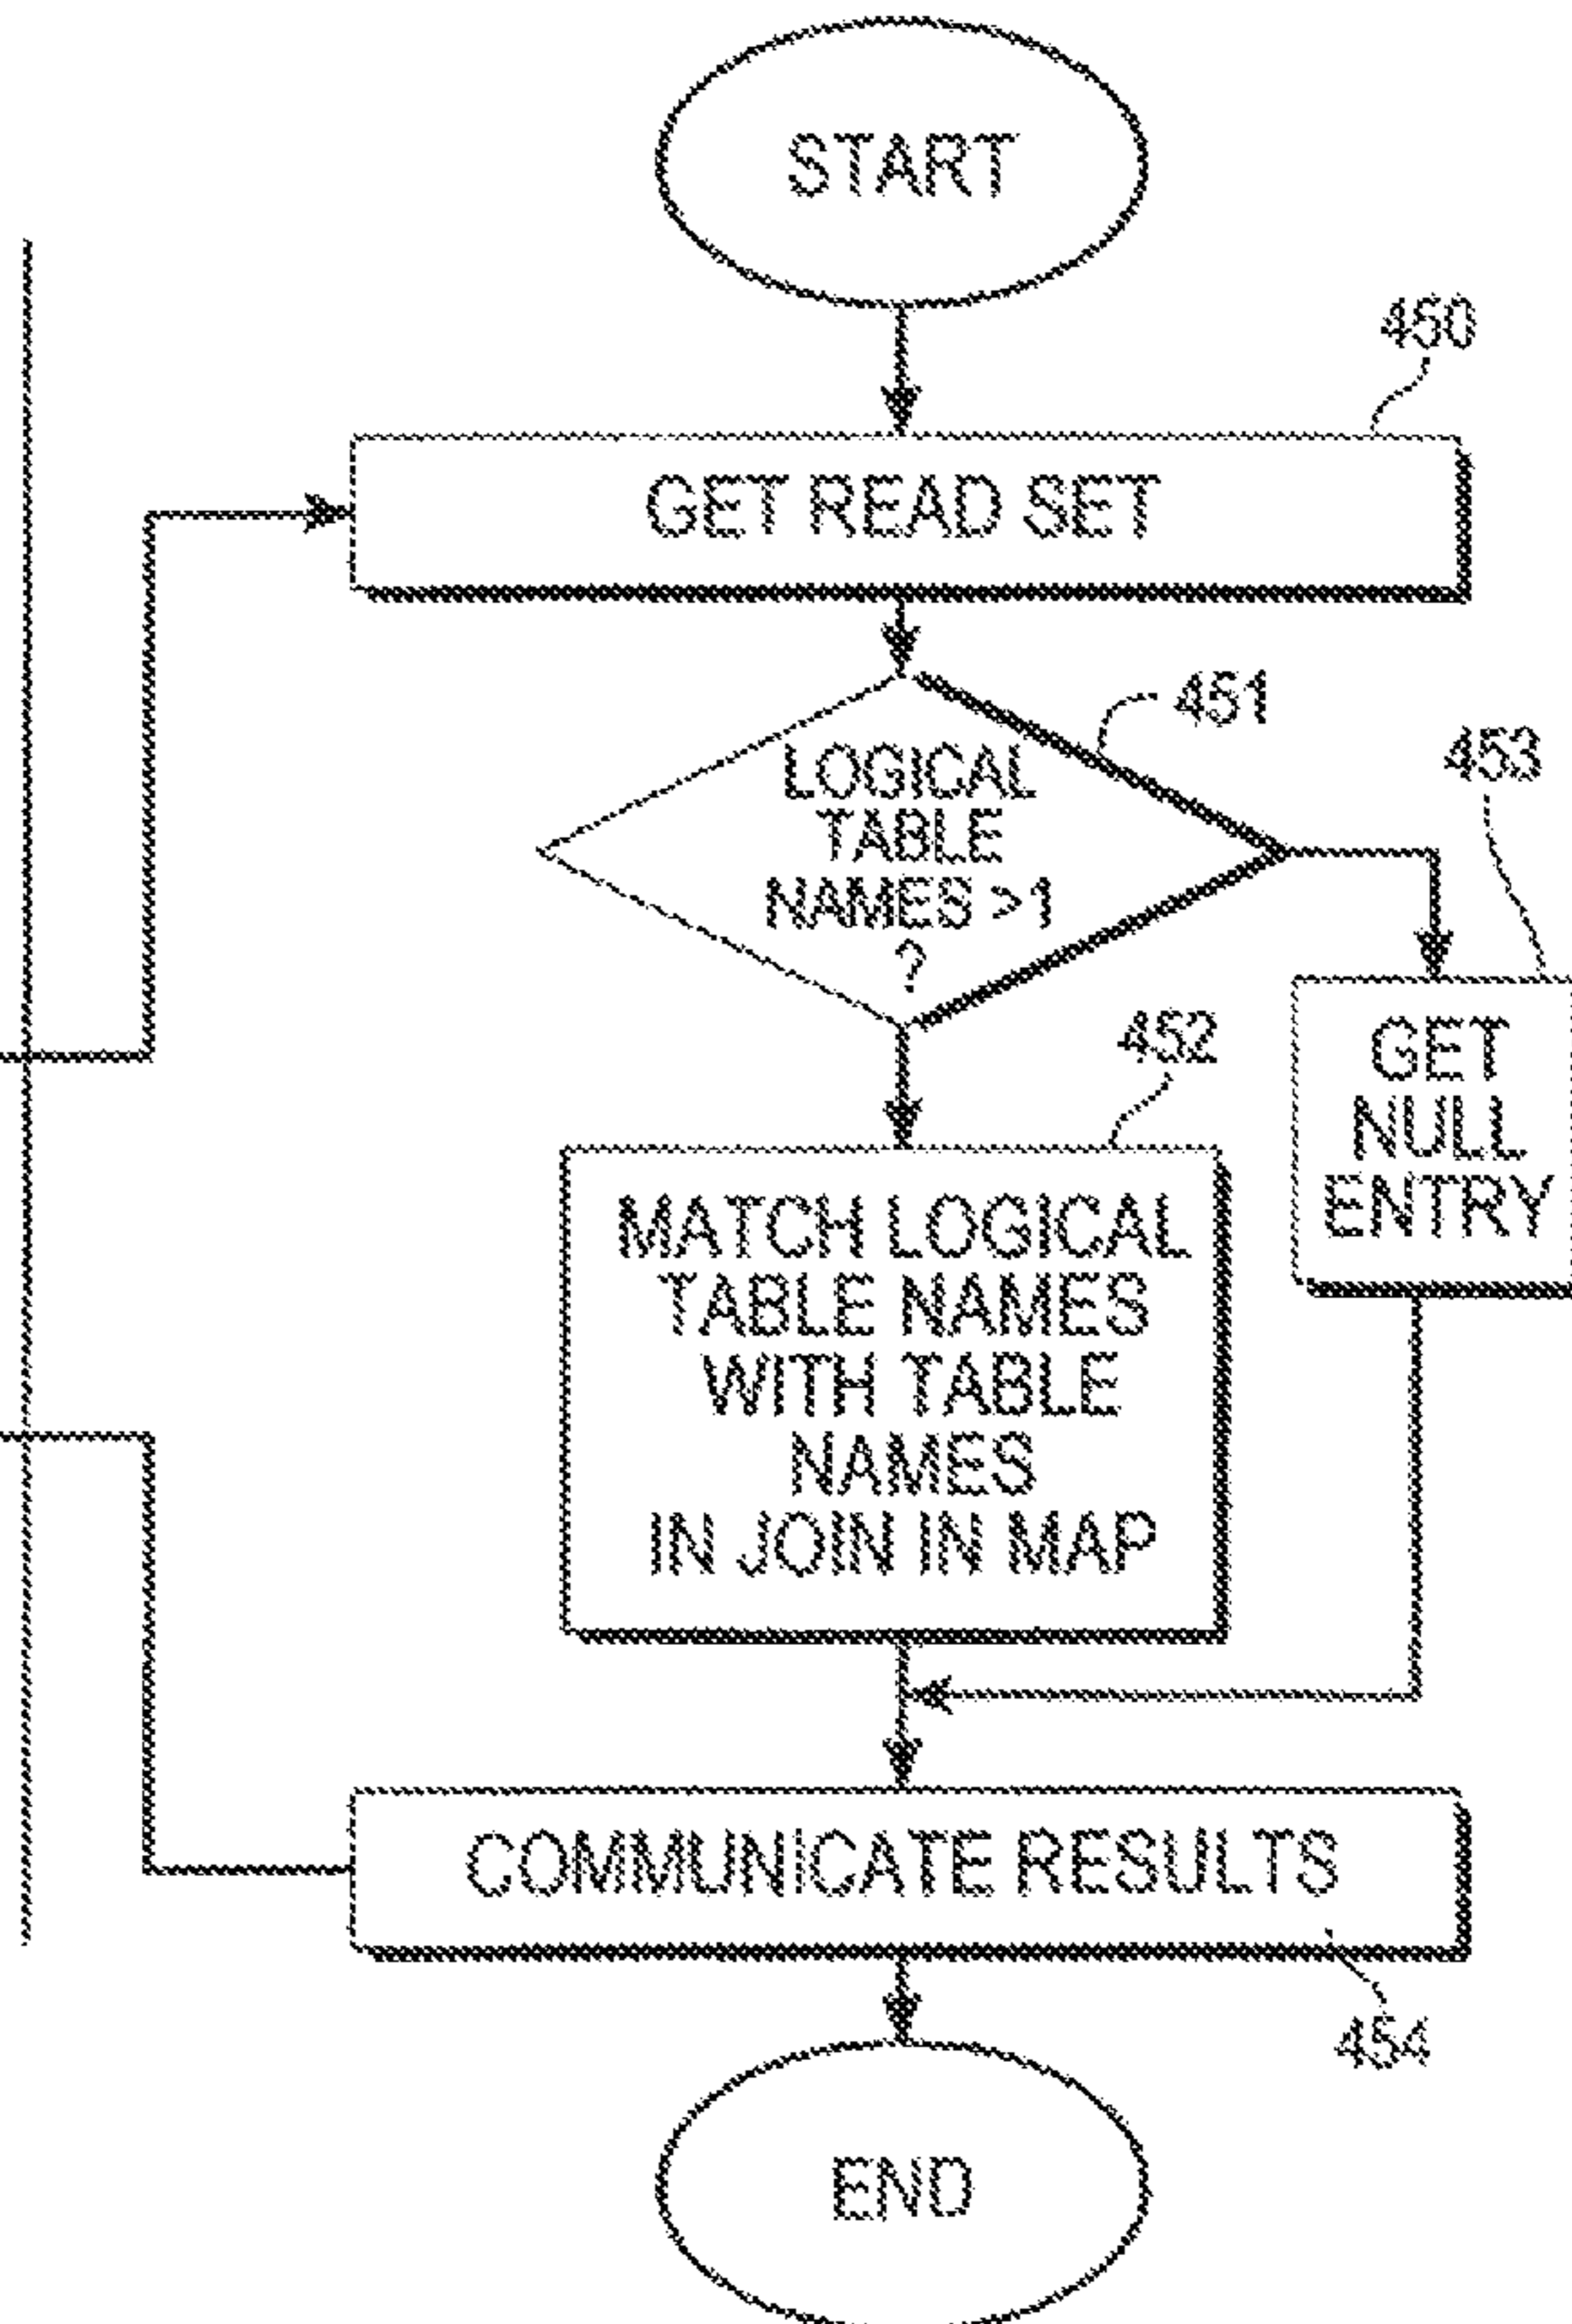 START
450
GET READ SET
451
LOGICAL
TABLE
NAMES >1
?
453
GET
NULL
ENTRY
452
MATCH LOGICAL
TABLE NAMES
WITH TABLE
NAMES
IN JOIN IN MAP
COMMUNICATE RESULTS
454
END